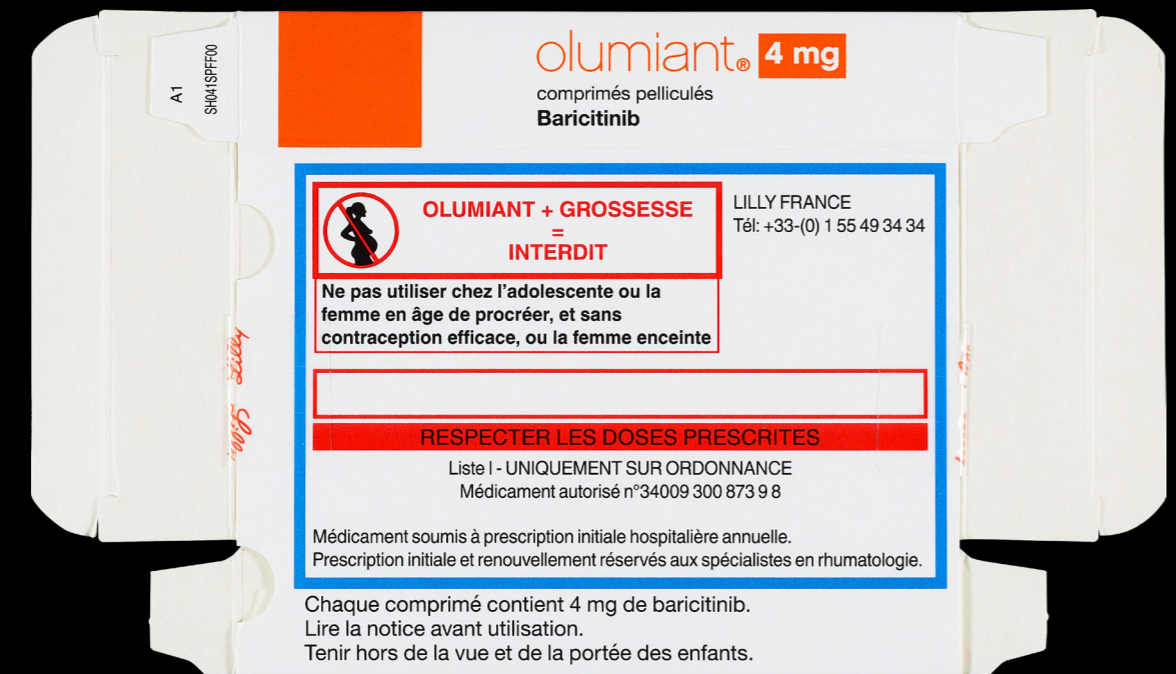 A1
SH041SPFF00
olumiant® 4 mg
comprimés pelliculés
Baricitinib
OLUMIANT + GROSSESSE
=
INTERDIT
LILLY FRANCE
Tél: +33-(0) 1 55 49 34 34
Ne pas utiliser chez l'adolescente ou la
femme en âge de procréer, et sans
contraception efficace, ou la femme enceinte
RESPECTER LES DOSES PRESCRITES
Liste I - UNIQUEMENT SUR ORDONNANCE
Médicament autorisé n°34009 300 873 9 8
Médicament soumis à prescription initiale hospitalière annuelle.
Prescription initiale et renouvellement réservés aux spécialistes en rhumatologie.
Chaque comprimé contient 4 mg de baricitinib.
Lire la notice avant utilisation.
Tenir hors de la vue et de la portée des enfants.
Lilly